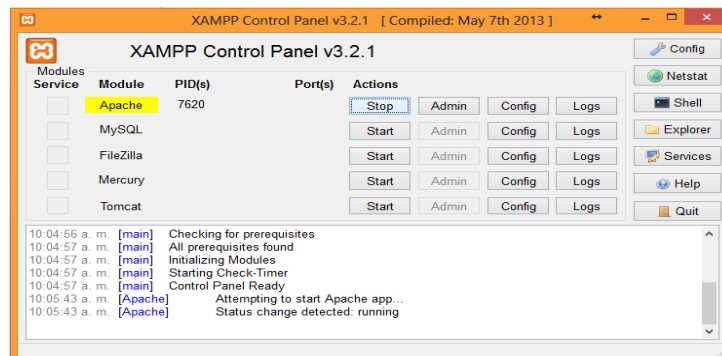 XAMPP Control Panel v3.2.1 [ Compiled: May 7th 2013 ]
XAMPP Control Panel v3.2.1
Config
Modules
Service Module PID(s) Port(s) Actions
Netstat
Apache 7620 Stop Admin Config Logs
Shell
MySQL Start Admin Config Logs
Explorer
FileZilla Start Admin Config Logs
Services
Mercury Start Admin Config Logs
Help
Tomcat Start Admin Config Logs
Quit
10:04:56 a. m. [main] Checking for prerequisites
10:04:57 a. m. [main] All prerequisites found
10:04:57 a. m. [main] Initializing Modules
10:04:57 a. m. [main] Starting Check-Timer
10:04:57 a. m. [main] Control Panel Ready
10:05:43 a. m. [Apache] Attempting to start Apache app...
10:05:43 a. m. [Apache] Status change detected: running